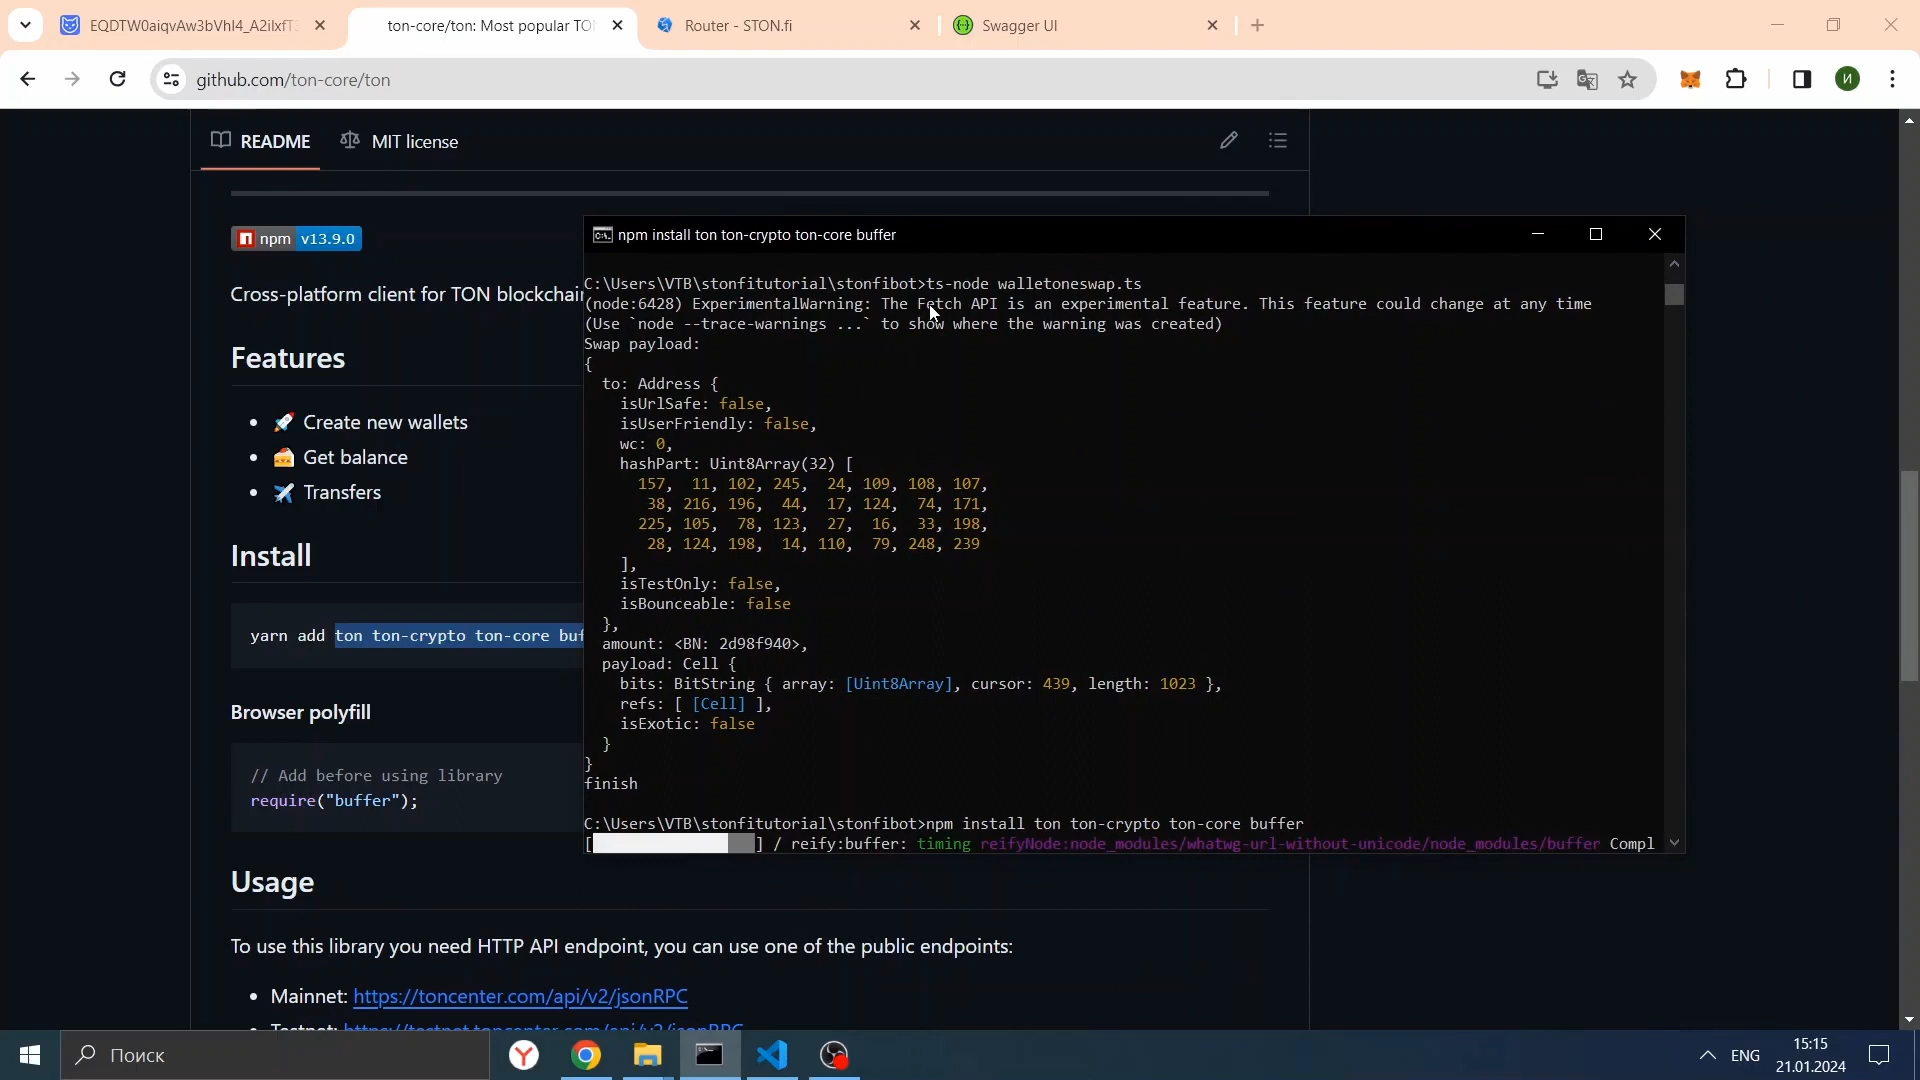 EQDTW0aiqvAw3bVhl4_A2ilxfT
ton-core/ton: Most popular TO
Router - STON.fi
Swagger UI
github.com/ton-core/ton
И
README
MIT license
npm v13.9.0
Cross-platform client for TON blockchain
Features
🚀 Create new wallets
🍰 Get balance
✈️ Transfers
Install
yarn add ton ton-crypto ton-core buf
Browser polyfill
// Add before using library
require("buffer");
Usage
To use this library you need HTTP API endpoint, you can use one of the public endpoints:
Mainnet: https://toncenter.com/api/v2/jsonRPC
Testnet: https://testnet.toncenter.com/api/v2/jsonRPC
npm install ton ton-crypto ton-core buffer
C:\Users\VTB\stonfitutorial\stonfibot>ts-node walletoneswap.ts
(node:6428) ExperimentalWarning: The Fetch API is an experimental feature. This feature could change at any time
(Use `node --trace-warnings ...` to show where the warning was created)
Swap payload:
{
to: Address {
isUrlSafe: false,
isUserFriendly: false,
wc: 0,
hashPart: Uint8Array(32) [
157, 11, 102, 245, 24, 109, 108, 107,
38, 216, 196, 44, 17, 124, 74, 171,
225, 105, 78, 123, 27, 16, 33, 198,
28, 124, 198, 14, 110, 79, 248, 239
],
isTestOnly: false,
isBounceable: false
},
amount: <BN: 2d98f940>,
payload: Cell {
bits: BitString { array: [Uint8Array], cursor: 439, length: 1023 },
refs: [ [Cell] ],
isExotic: false
}
}
finish
C:\Users\VTB\stonfitutorial\stonfibot>npm install ton ton-crypto ton-core buffer
[ ] / reify:buffer: timing reifyNode:node_modules/whatwg-url-without-unicode/node_modules/buffer Compl
Поиск
ENG
15:15
21.01.2024